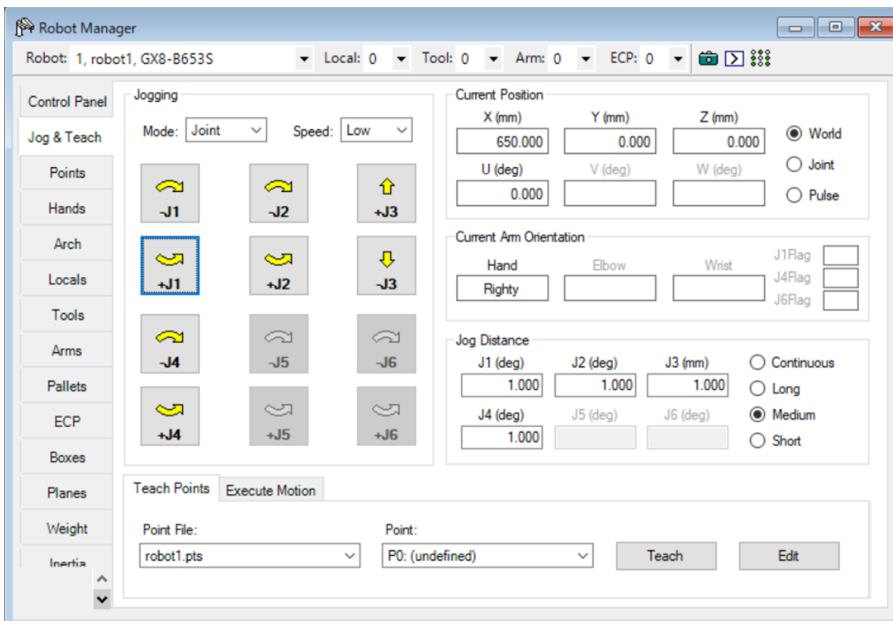 Robot Manager
Robot: 1, robot1, GX8-B653S Local: 0 Tool: 0 Arm: 0 ECP: 0
Control Panel
Jog & Teach
Points
Hands
Arch
Locals
Tools
Arms
Pallets
ECP
Boxes
Planes
Weight
Inertia
Jogging
Mode: Joint Speed: Low
-J1 -J2 +J3
+J1 +J2 -J3
-J4 -J5 -J6
+J4 +J5 +J6
Current Position
X (mm) Y (mm) Z (mm)
650.000 0.000 0.000
U (deg) V (deg) W (deg)
0.000
World
Joint
Pulse
Current Arm Orientation
Hand Elbow Wrist
Righty
J1Flag
J4Flag
J6Flag
Jog Distance
J1 (deg) J2 (deg) J3 (mm)
1.000 1.000 1.000
J4 (deg) J5 (deg) J6 (deg)
1.000
Continuous
Long
Medium
Short
Teach Points Execute Motion
Point File: Point:
robot1.pts P0: (undefined) Teach Edit